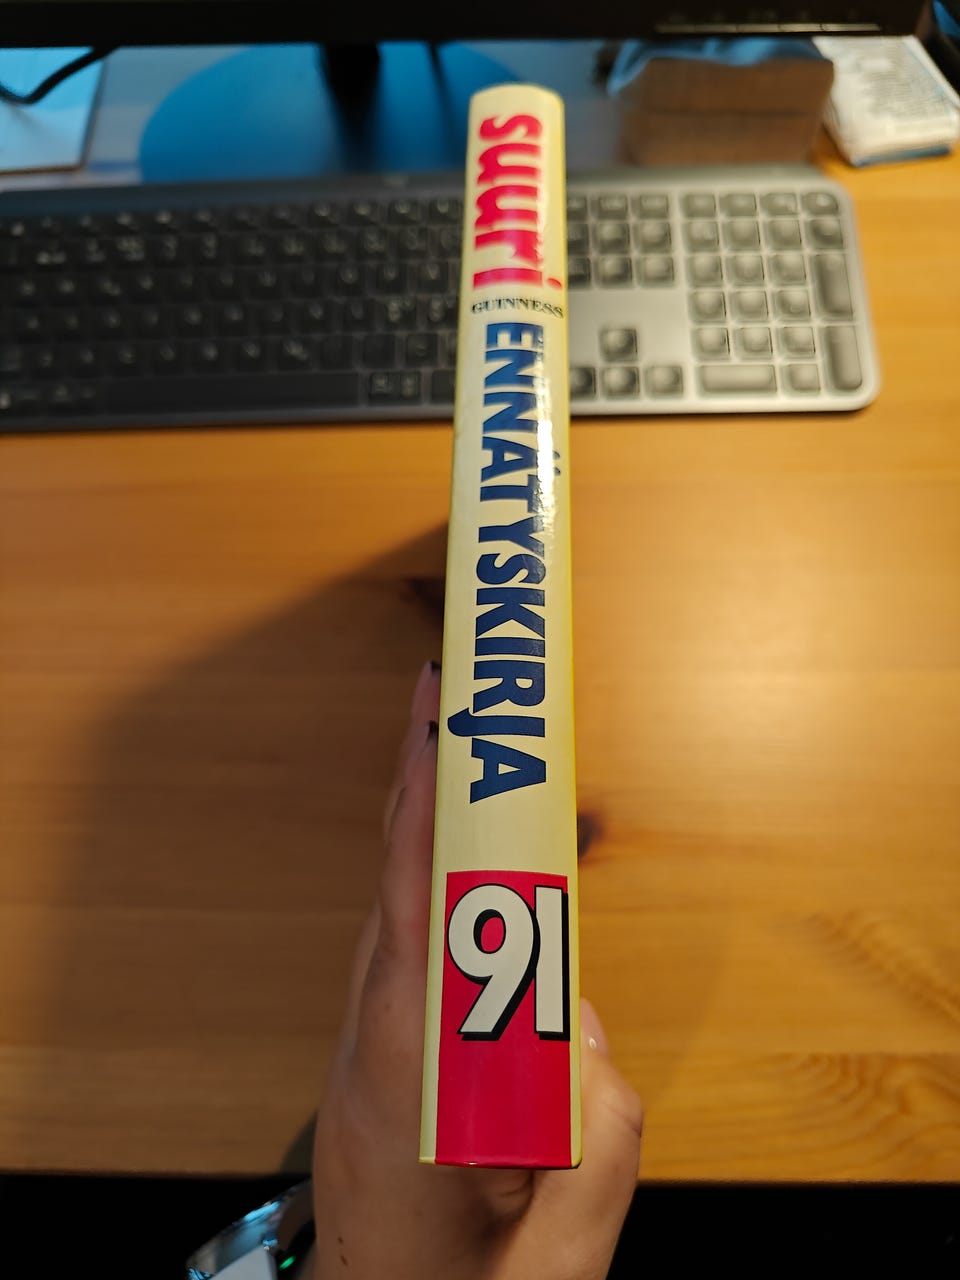 suuri
GUINNESS
ENNÄTYSKIRJA
91